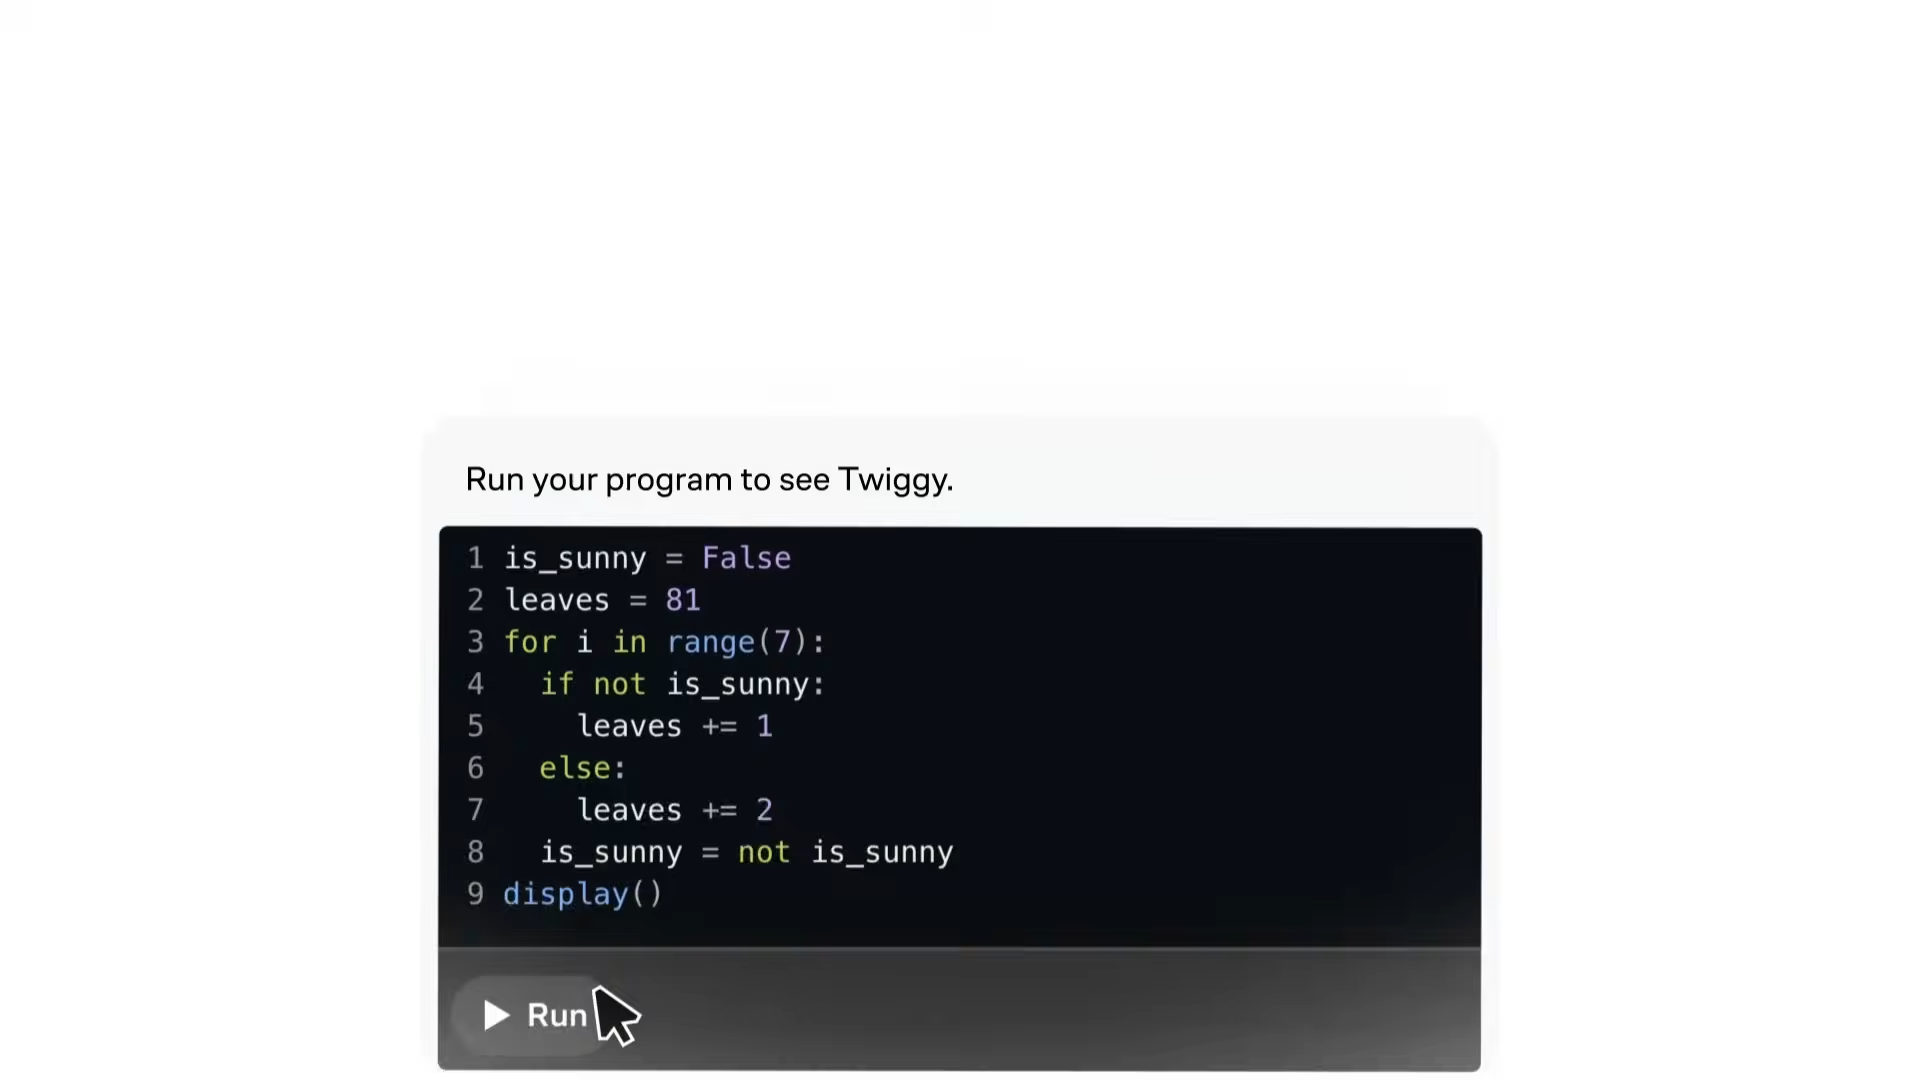 Run your program to see Twiggy.
1 is_sunny = False
2 leaves = 81
3 for i in range(7):
4   if not is_sunny:
5     leaves += 1
6   else:
7     leaves += 2
8   is_sunny = not is_sunny
9 display()
Run